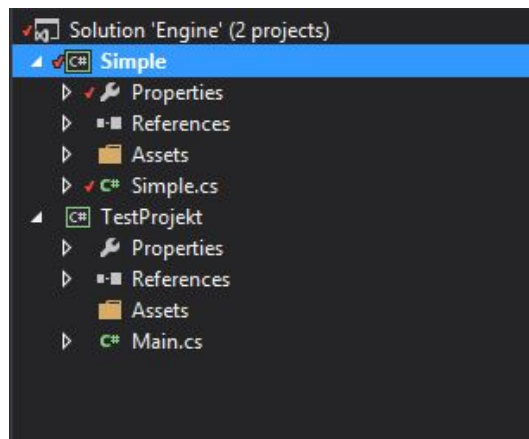 Solution 'Engine' (2 projects)
C# Simple
Properties
References
Assets
C# Simple.cs
C# TestProjekt
Properties
References
Assets
C# Main.cs